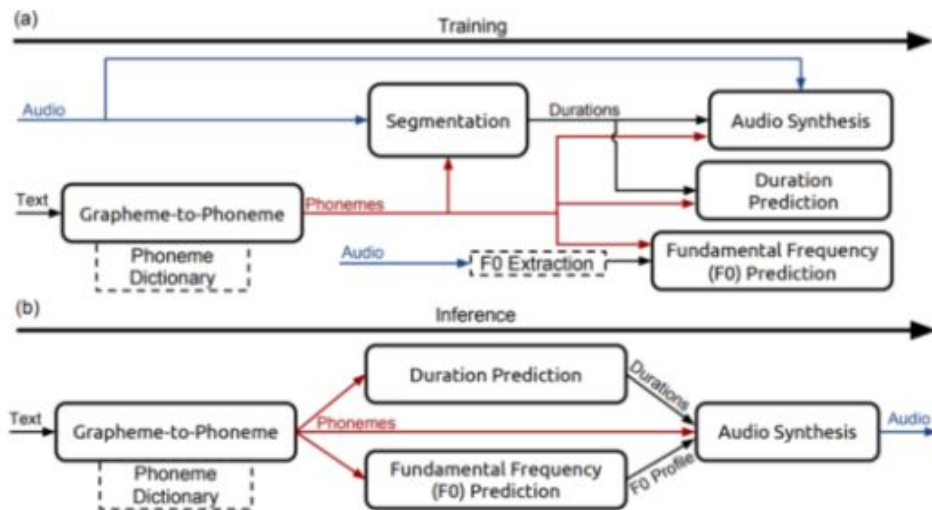 (a)
Training
Audio
Segmentation
Durations
Audio Synthesis
Text
Grapheme-to-Phoneme
Phonemes
Duration
Prediction
Phoneme
Dictionary
Audio
F0 Extraction
Fundamental Frequency
(F0) Prediction
(b)
Inference
Duration Prediction
Durations
Text
Grapheme-to-Phoneme
Phonemes
Audio Synthesis
Audio
Phoneme
Dictionary
Fundamental Frequency
(F0) Prediction
F0 Profile